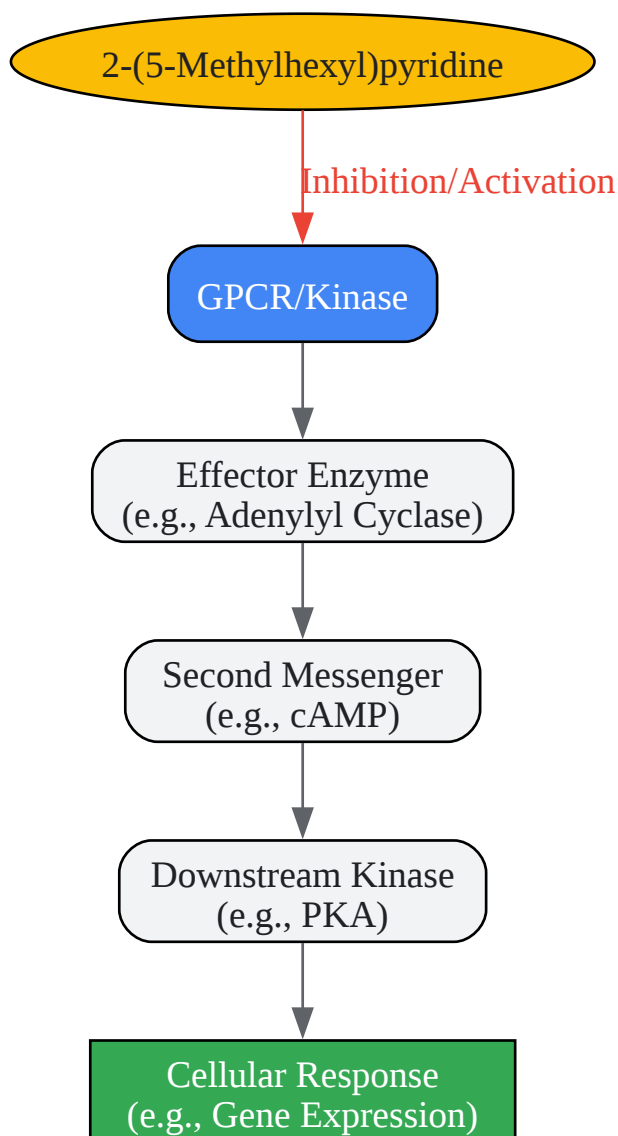 2-(5-Methylhexyl)pyridine
Inhibition/Activation
GPCR/Kinase
Effector Enzyme
(e.g., Adenylyl Cyclase)
Second Messenger
(e.g., cAMP)
Downstream Kinase
(e.g., PKA)
Cellular Response
(e.g., Gene Expression)